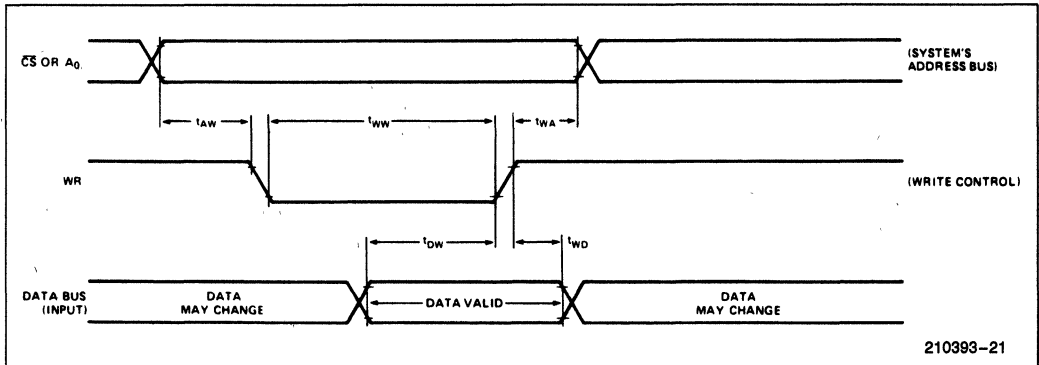 C̅S̅ OR A₀.
(SYSTEM'S
ADDRESS BUS)
tAW
tWW
tWA
WR
(WRITE CONTROL)
tDW
tWD
DATA BUS
(INPUT)
DATA
MAY CHANGE
DATA VALID
DATA
MAY CHANGE
210393–21